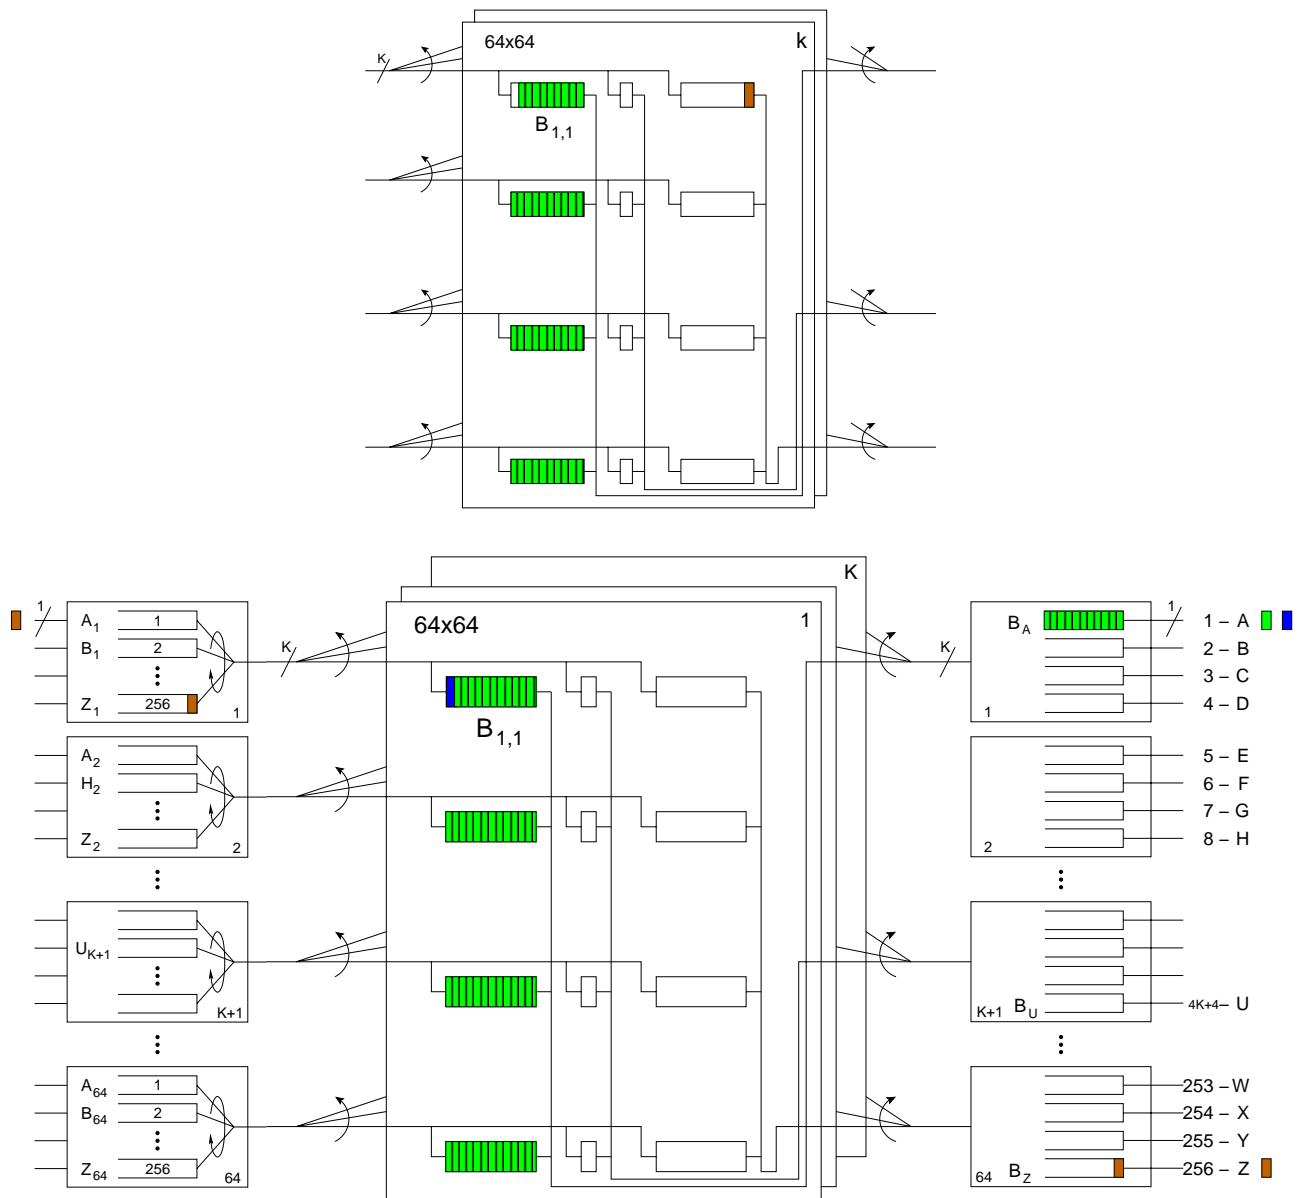 64x64 k
K
B1,1
K
64x64 1
1
A1 1
B1 2
Z1 256
1
K
B1,1
K
BA
1
1 – A
2 – B
3 – C
4 – D
1
A2
H2
Z2
2
5 – E
6 – F
7 – G
8 – H
2
UK+1
K+1
K+1 BU
4K+4– U
A64 1
B64 2
Z64 256
64
253 – W
254 – X
255 – Y
256 – Z
64 BZ